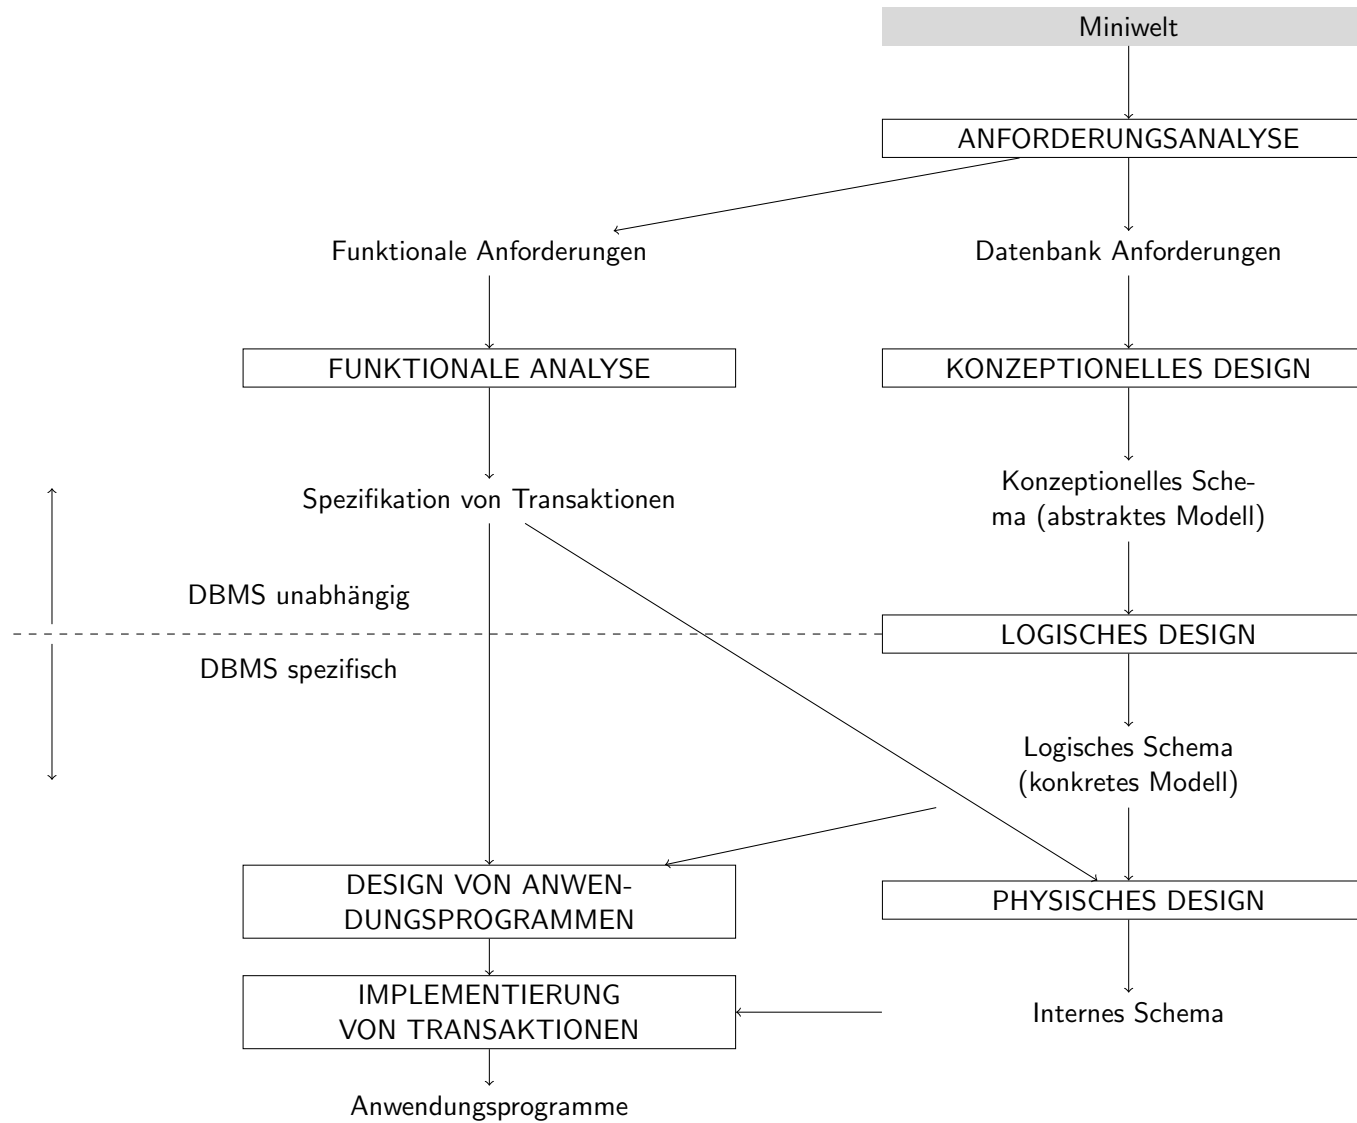 Miniwelt
ANFORDERUNGSANALYSE
Funktionale Anforderungen
Datenbank Anforderungen
FUNKTIONALE ANALYSE
KONZEPTIONELLES DESIGN
Spezifikation von Transaktionen
Konzeptionelles Sche-
ma (abstraktes Modell)
DBMS unabhängig
LOGISCHES DESIGN
DBMS spezifisch
Logisches Schema
(konkretes Modell)
DESIGN VON ANWEN-
DUNGSPROGRAMMEN
PHYSISCHES DESIGN
IMPLEMENTIERUNG
VON TRANSAKTIONEN
Internes Schema
Anwendungsprogramme